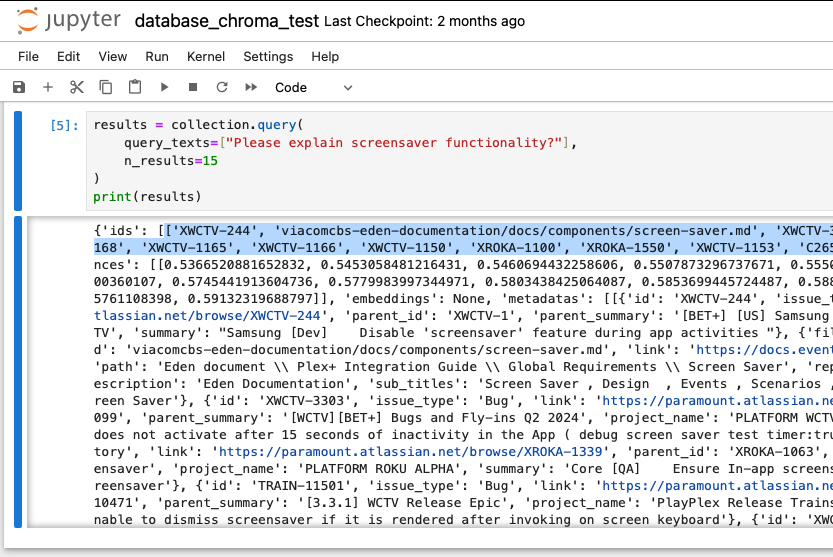 jupyter database_chroma_test Last Checkpoint: 2 months ago
File Edit View Run Kernel Settings Help
Code
[5]: results = collection.query(
query_texts=["Please explain screensaver functionality?"],
n_results=15
)
print(results)
{'ids': [['XWCTV-244', 'viacomcbs-eden-documentation/docs/components/screen-saver.md', 'XWCTV-3
168', 'XWCTV-1165', 'XWCTV-1166', 'XWCTV-1150', 'XROKA-1100', 'XROKA-1550', 'XWCTV-1153', 'C265
nces': [[0.5366520881652832, 0.5453058481216431, 0.5460694432258606, 0.5507873296737671, 0.555
00360107, 0.5745441913604736, 0.5779983997344971, 0.5803438425064087, 0.5853699445724487, 0.588
5761108398, 0.59132319688797]], 'embeddings': None, 'metadatas': [[{'id': 'XWCTV-244', 'issue_t
tlassian.net/browse/XWCTV-244', 'parent_id': 'XWCTV-1', 'parent_summary': '[BET+] [US] Samsung
TV', 'summary': "Samsung [Dev] Disable 'screensaver' feature during app activities "}, {'fil
d': 'viacomcbs-eden-documentation/docs/components/screen-saver.md', 'link': 'https://docs.event
'path': 'Eden document \\ Plex+ Integration Guide \\ Global Requirements \\ Screen Saver', 'rep
escription': 'Eden Documentation', 'sub_titles': 'Screen Saver , Design , Events , Scenarios ,
reen Saver'}, {'id': 'XWCTV-3303', 'issue_type': 'Bug', 'link': 'https://paramount.atlassian.ne
099', 'parent_summary': '[WCTV][BET+] Bugs and Fly-ins Q2 2024', 'project_name': 'PLATFORM WCTV
does not activate after 15 seconds of inactivity in the App ( debug screen saver test timer:tru
tory', 'link': 'https://paramount.atlassian.net/browse/XROKA-1339', 'parent_id': 'XROKA-1063',
ensaver', 'project_name': 'PLATFORM ROKU ALPHA', 'summary': 'Core [QA] Ensure In-app screens
reensaver'}, {'id': 'TRAIN-11501', 'issue_type': 'Bug', 'link': 'https://paramount.atlassian.ne
10471', 'parent_summary': '[3.3.1] WCTV Release Epic', 'project_name': 'PlayPlex Release Trains
nable to dismiss screensaver if it is rendered after invoking on screen keyboard'}, {'id': 'XWC